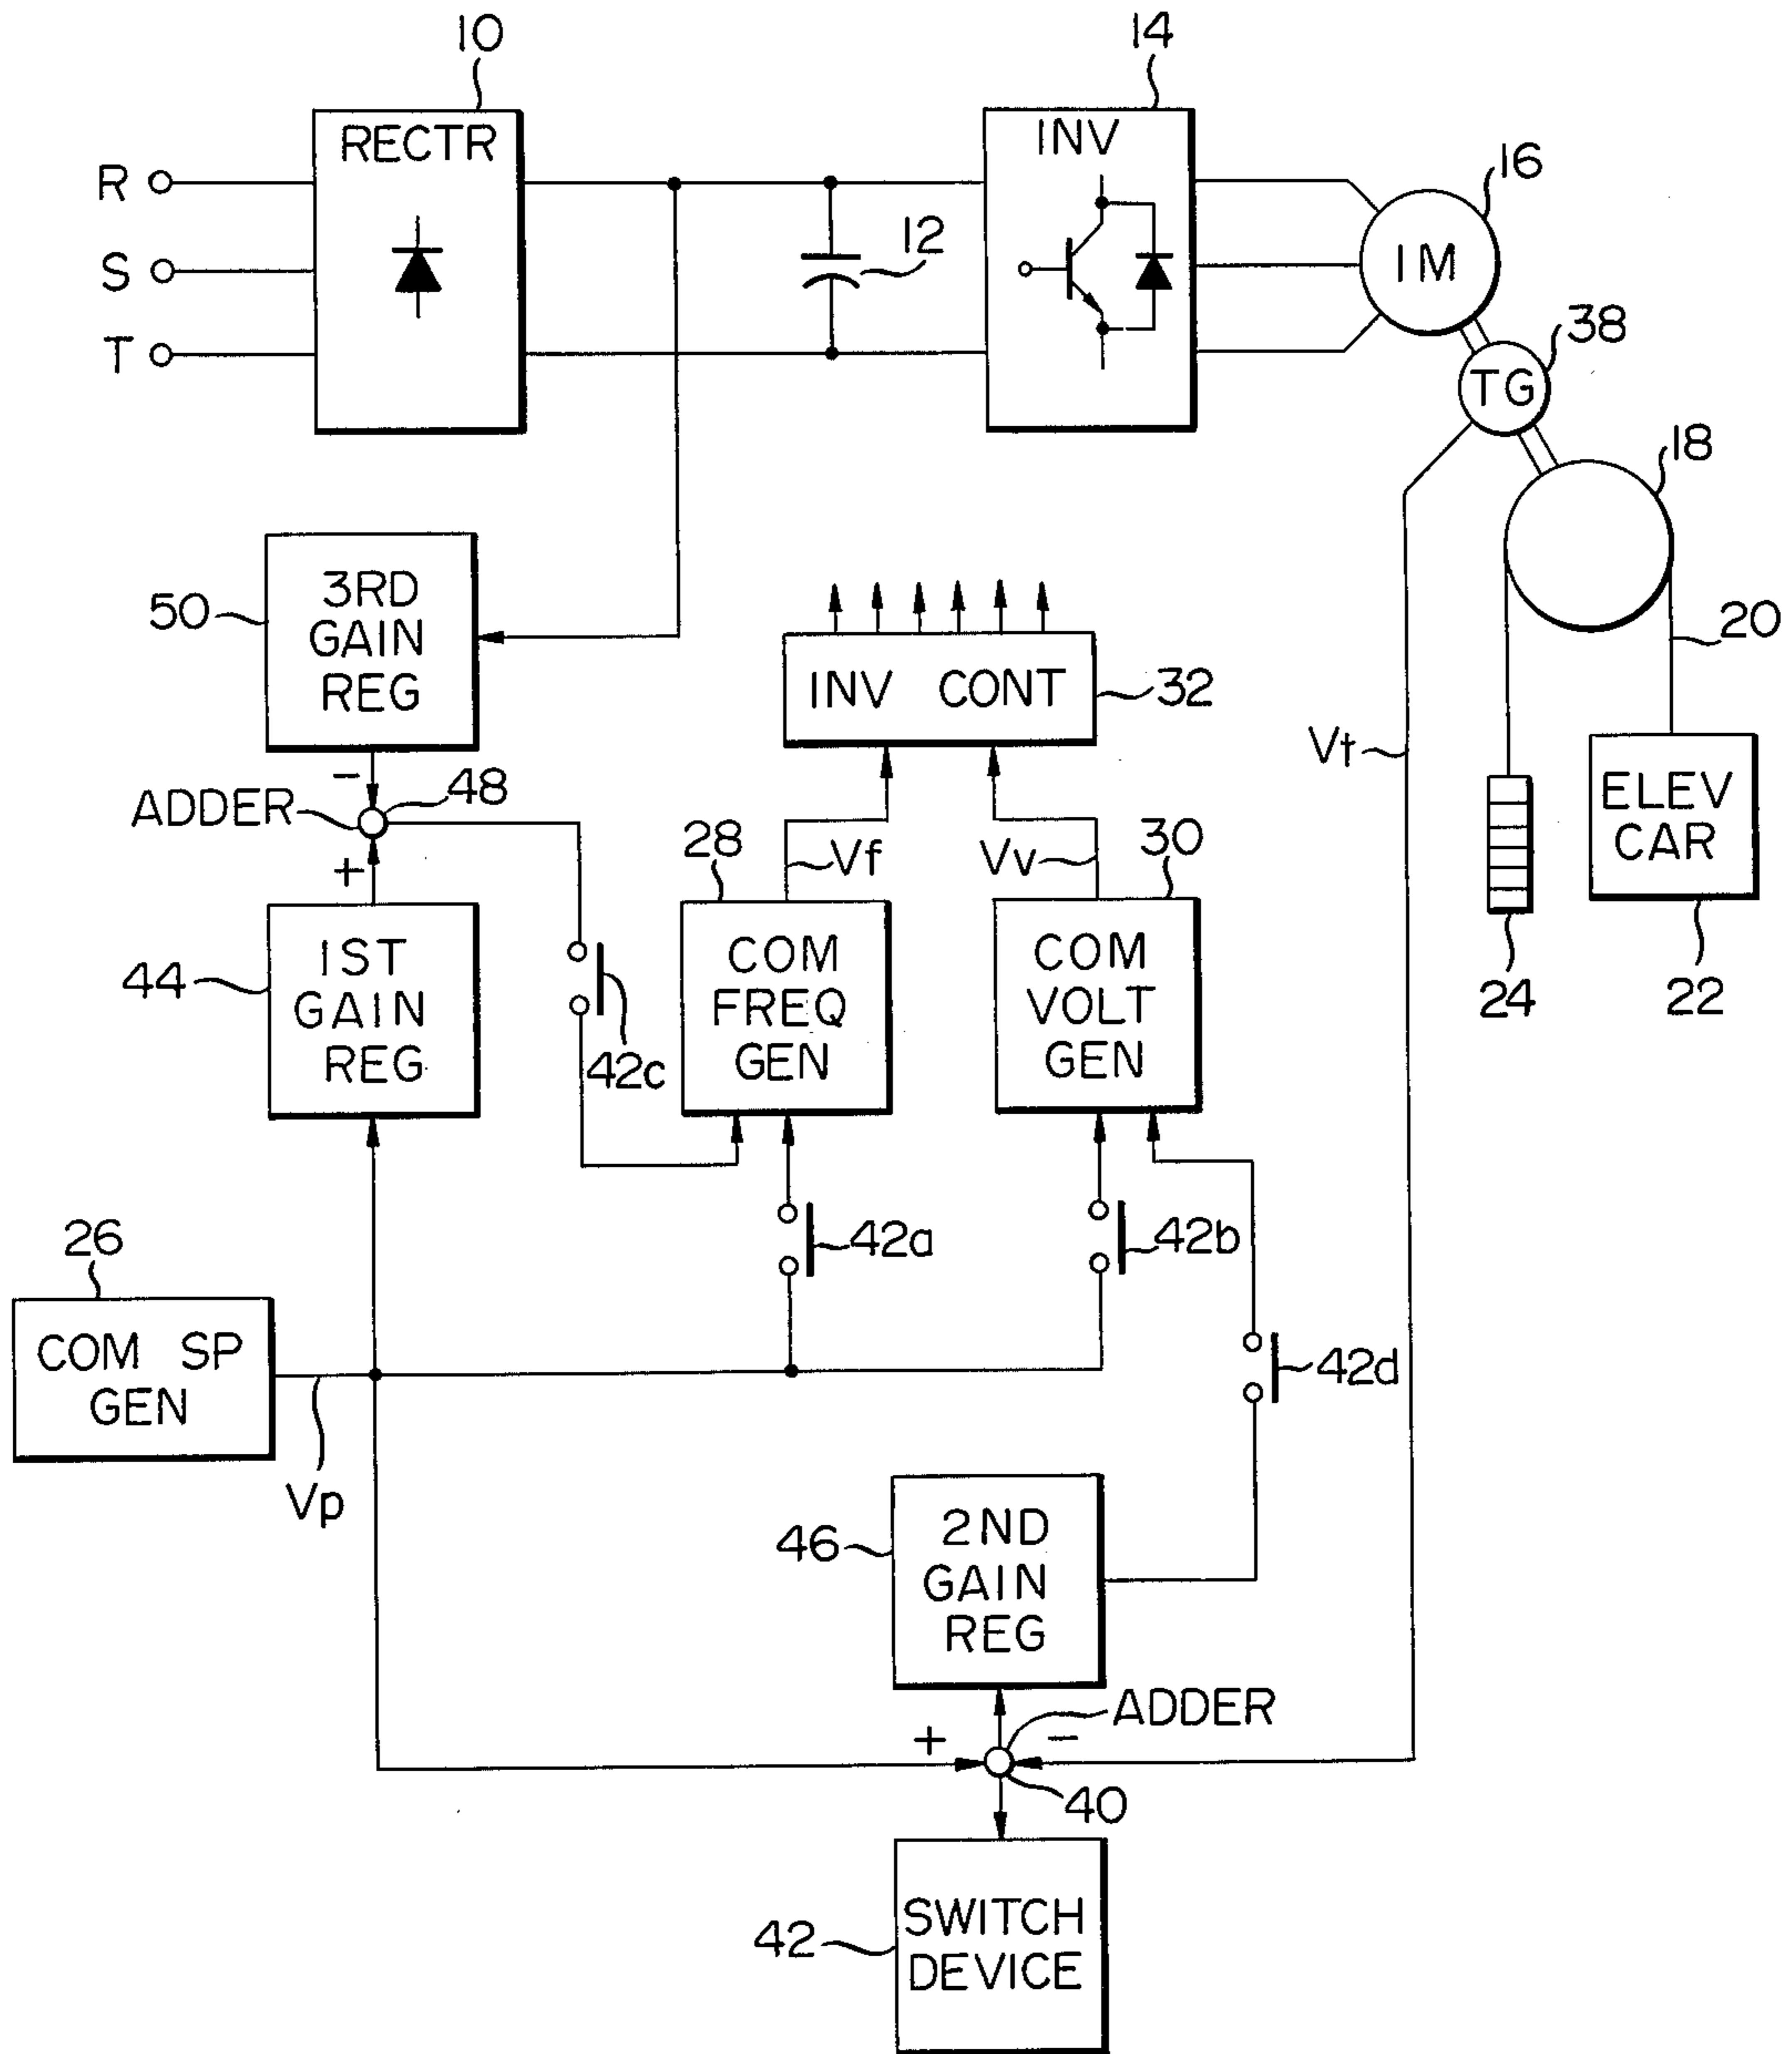 10
14
RECTR
INV
R
S
T
12
16
IM
38
TG
18
3RD
GAIN
REG
50
20
INV CONT
32
Vt
-
48
ADDER
+
ELEV
CAR
28
Vf
Vv
30
1ST
GAIN
REG
44
COM
FREQ
GEN
COM
VOLT
GEN
24
22
42c
26
42a
42b
COM SP
GEN
42d
Vp
46
2ND
GAIN
REG
ADDER
+
-
40
42
SWITCH
DEVICE